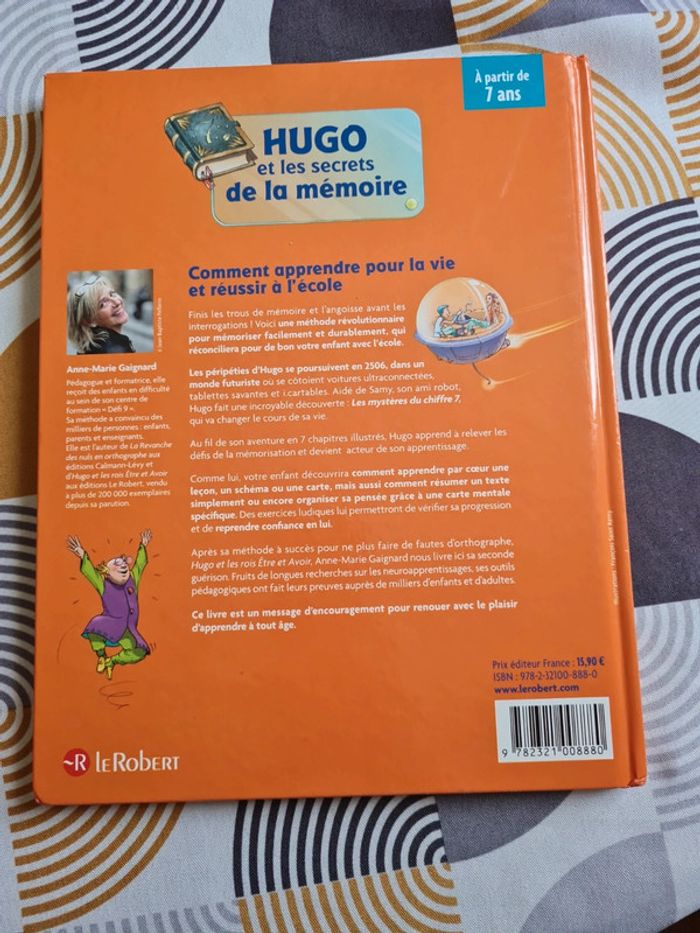 À partir de
7 ans
HUGO
et les secrets
de la mémoire
Comment apprendre pour la vie
et réussir à l'école
Finis les trous de mémoire et l'angoisse avant les
interrogations ! Voici une méthode révolutionnaire
pour mémoriser facilement et durablement, qui
réconciliera pour de bon votre enfant avec l'école.
Les péripéties d'Hugo se poursuivent en 2506, dans un
monde futuriste où se côtoient voitures ultraconnectées,
tablettes savantes et i.cartables. Aidé de Samy, son ami robot,
Hugo fait une incroyable découverte : Les mystères du chiffre 7,
qui va changer le cours de sa vie.
Au fil de son aventure en 7 chapitres illustrés, Hugo apprend à relever les
défis de la mémorisation et devient acteur de son apprentissage.
Comme lui, votre enfant découvrira comment apprendre par cœur une
leçon, un schéma ou une carte, mais aussi comment résumer un texte
simplement ou encore organiser sa pensée grâce à une carte mentale
spécifique. Des exercices ludiques lui permettront de vérifier sa progression
et de reprendre confiance en lui.
Après sa méthode à succès pour ne plus faire de fautes d'orthographe,
Hugo et les rois Être et Avoir, Anne-Marie Gaignard nous livre ici sa seconde
guérison. Fruits de longues recherches sur les neuroapprentissages, ses outils
pédagogiques ont fait leurs preuves auprès de milliers d'enfants et d'adultes.
Ce livre est un message d'encouragement pour renouer avec le plaisir
d'apprendre à tout âge.
Anne-Marie Gaignard
Pédagogue et formatrice, elle
reçoit des enfants en difficulté
au sein de son centre de
formation « Défi 9 ».
Sa méthode a convaincu des
milliers de personnes : enfants,
parents et enseignants.
Elle est l'auteur de La Revanche
des nuls en orthographe aux
éditions Calmann-Lévy et
d'Hugo et les rois Être et Avoir
aux éditions Le Robert, vendu
à plus de 200 000 exemplaires
depuis sa parution.
Prix éditeur France : 15,90 €
ISBN : 978-2-32100-888-0
www.lerobert.com
9 782321 008880
~R LEROBERT